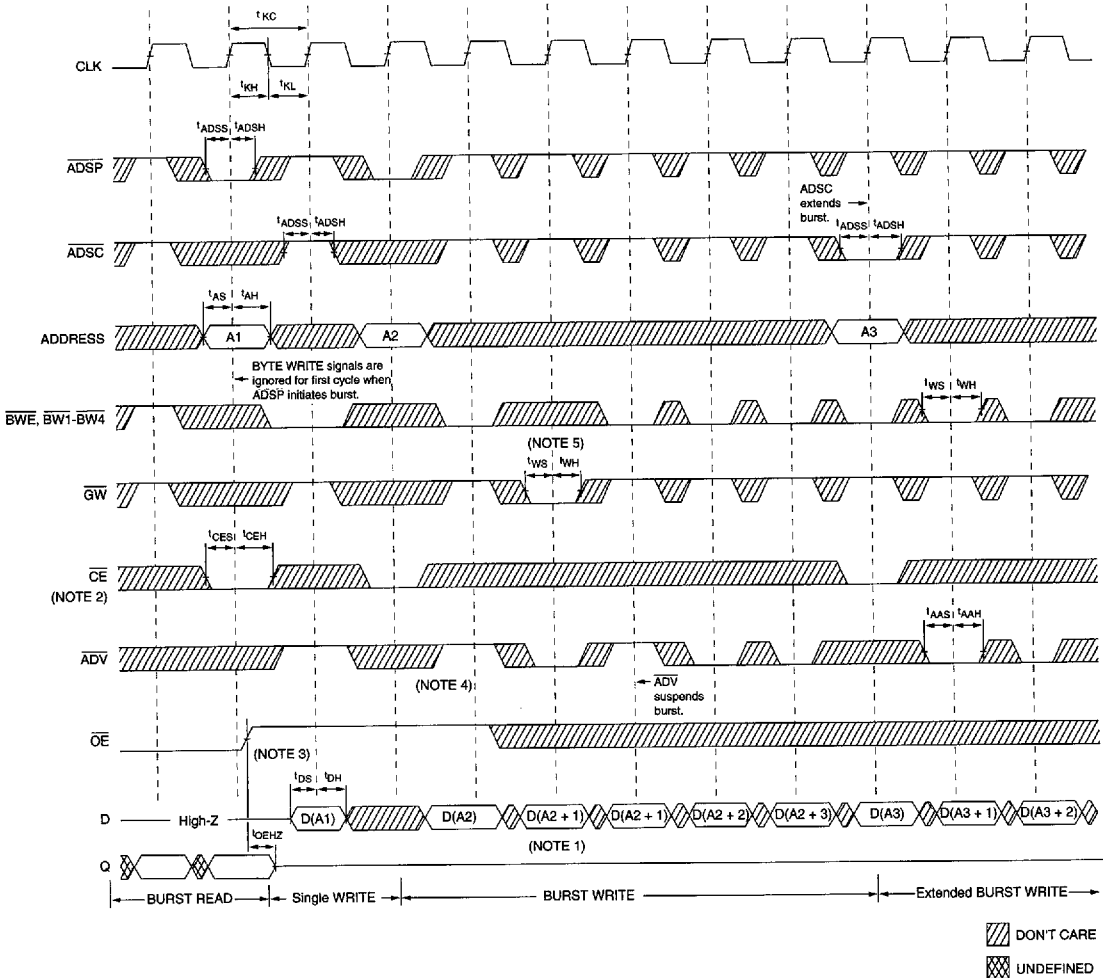 tKC
CLK
tKH
tKL
tADSS
tADSH
ADSP
ADSC
extends
burst.
tADSS
tADSH
tADSS
tADSH
ADSC
tAS
tAH
ADDRESS
A1
A2
A3
BYTE WRITE signals are
ignored for first cycle when
ADSP initiates burst.
tWS
tWH
BWE, BW1-BW4
(NOTE 5)
tWS
tWH
GW
tCES
tCEH
CE
(NOTE 2)
tAAS
tAAH
ADV
(NOTE 4)
ADV
suspends
burst.
OE
(NOTE 3)
tDS
tDH
D
High-Z
D(A1)
D(A2)
D(A2 + 1)
D(A2 + 1)
D(A2 + 2)
D(A2 + 3)
D(A3)
D(A3 + 1)
D(A3 + 2)
tOEHZ
(NOTE 1)
Q
BURST READ
Single WRITE
BURST WRITE
Extended BURST WRITE
DON'T CARE
UNDEFINED